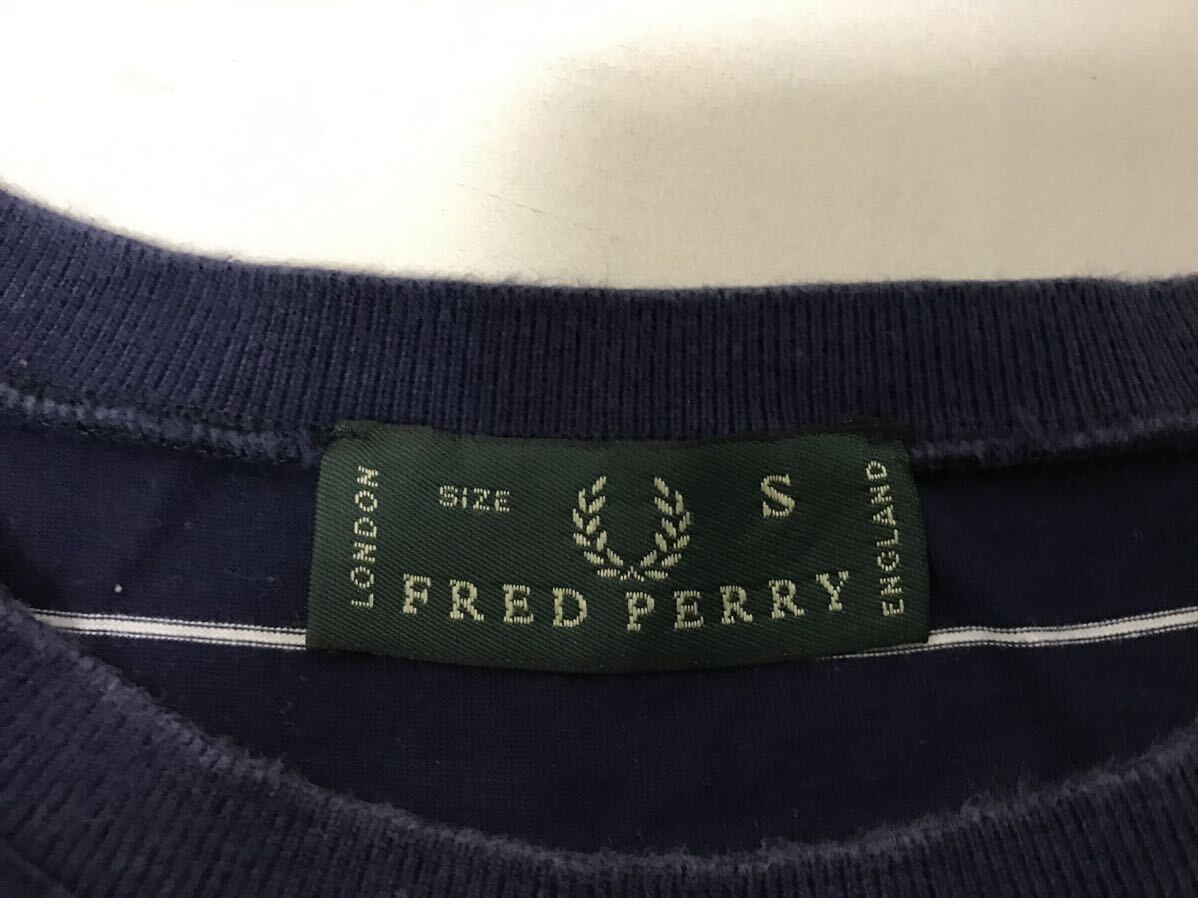 LONDON
SIZE S
FRED PERRY
ENGLAND